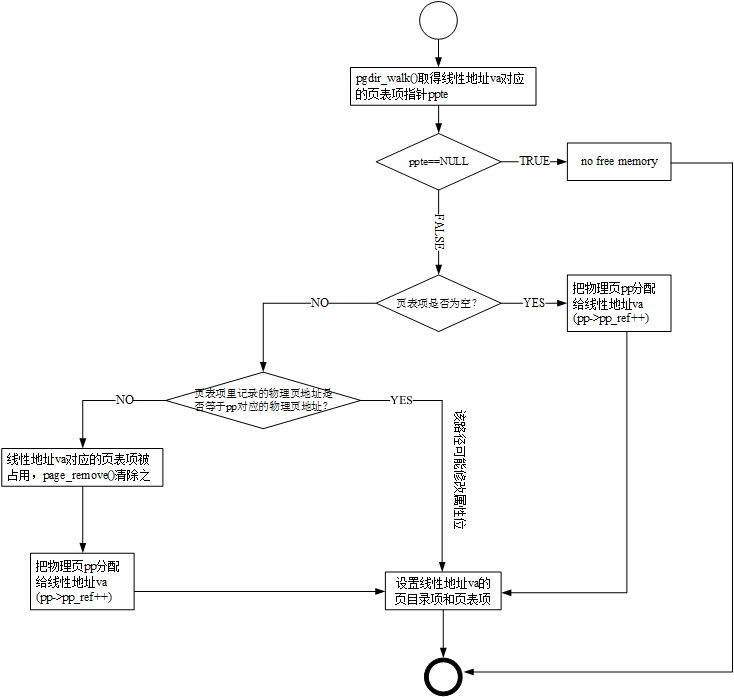 pgdir_walk()取得线性地址va对应
的页表项指针ppte
ppte==NULL
TRUE
no free memory
FALSE
页表项是否为空?
NO
YES
把物理页pp分配
给线性地址va
(pp->pp_ref++)
页表项里记录的物理页地址是
否等于pp对应的物理页地址?
NO
YES
该路径可能修改属性位
线性地址va对应的页表项被
占用，page_remove()清除之
把物理页pp分配
给线性地址va
(pp->pp_ref++)
设置线性地址va的
页目录项和页表项